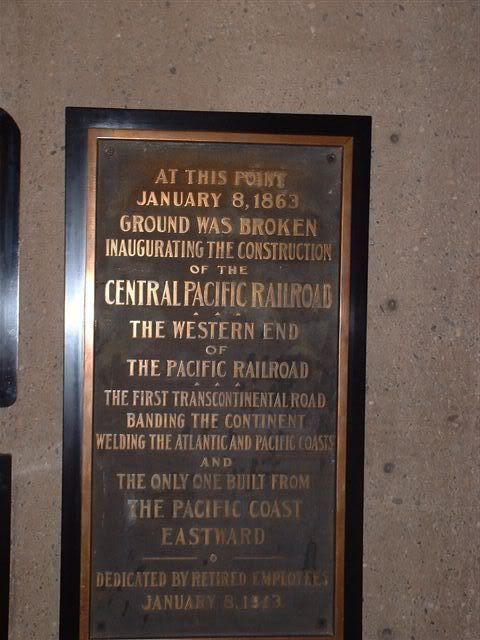 AT THIS POINT
JANUARY 8, 1863
GROUND WAS BROKEN
INAUGURATING THE CONSTRUCTION
OF THE
CENTRAL PACIFIC RAILROAD
THE WESTERN END
OF
THE PACIFIC RAILROAD
THE FIRST TRANSCONTINENTAL ROAD
BANDING THE CONTINENT
WELDING THE ATLANTIC AND PACIFIC COASTS
AND
THE ONLY ONE BUILT FROM
THE PACIFIC COAST
EASTWARD
DEDICATED BY RETIRED EMPLOYEES
JANUARY 8,